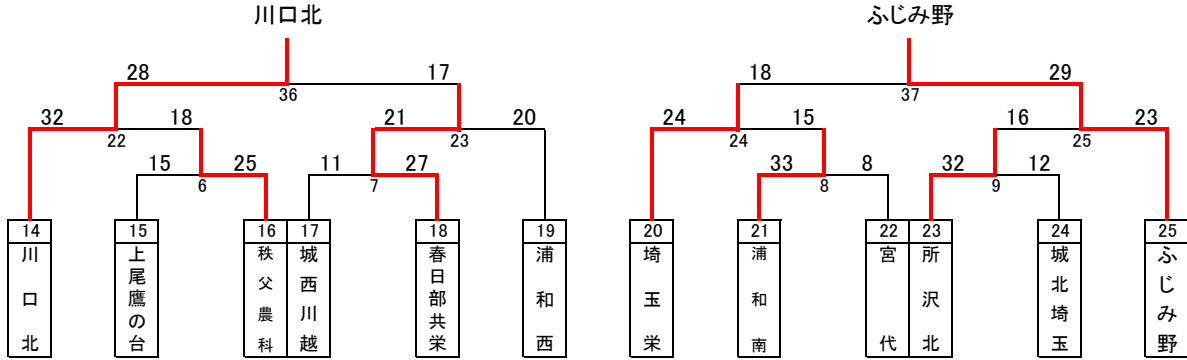 川口北 ふじみ野
28 17 18 29
36 37
32 18 21 20 24 15 16 23
22 23 24 25
15 25 11 27 33 8 32 12
6 7 8 9
14 15 16 17 18 19 20 21 22 23 24 25
川口北
上尾鷹の台
秩父農科
城西川越
春日部共栄
浦和西
埼玉栄
浦和南
宮代
所沢北
城北埼玉
ふじみ野